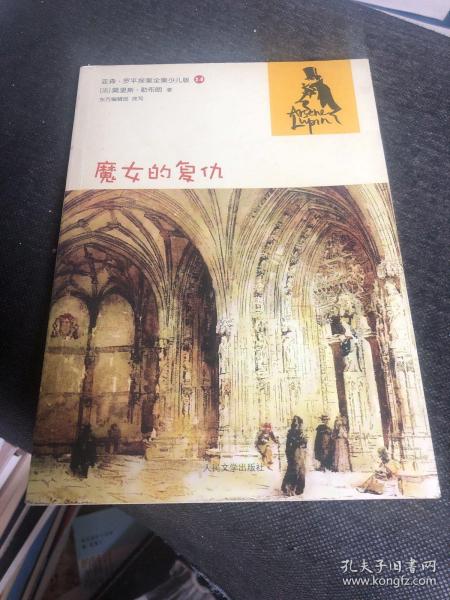 亚森·罗平探案全集少儿版 14
[法]莫里斯·勒布朗 著
东方编辑组 改写
Arsène
Lupin
魔女的复仇
人民文学出版社
孔夫子旧书网
www.kongfz.com